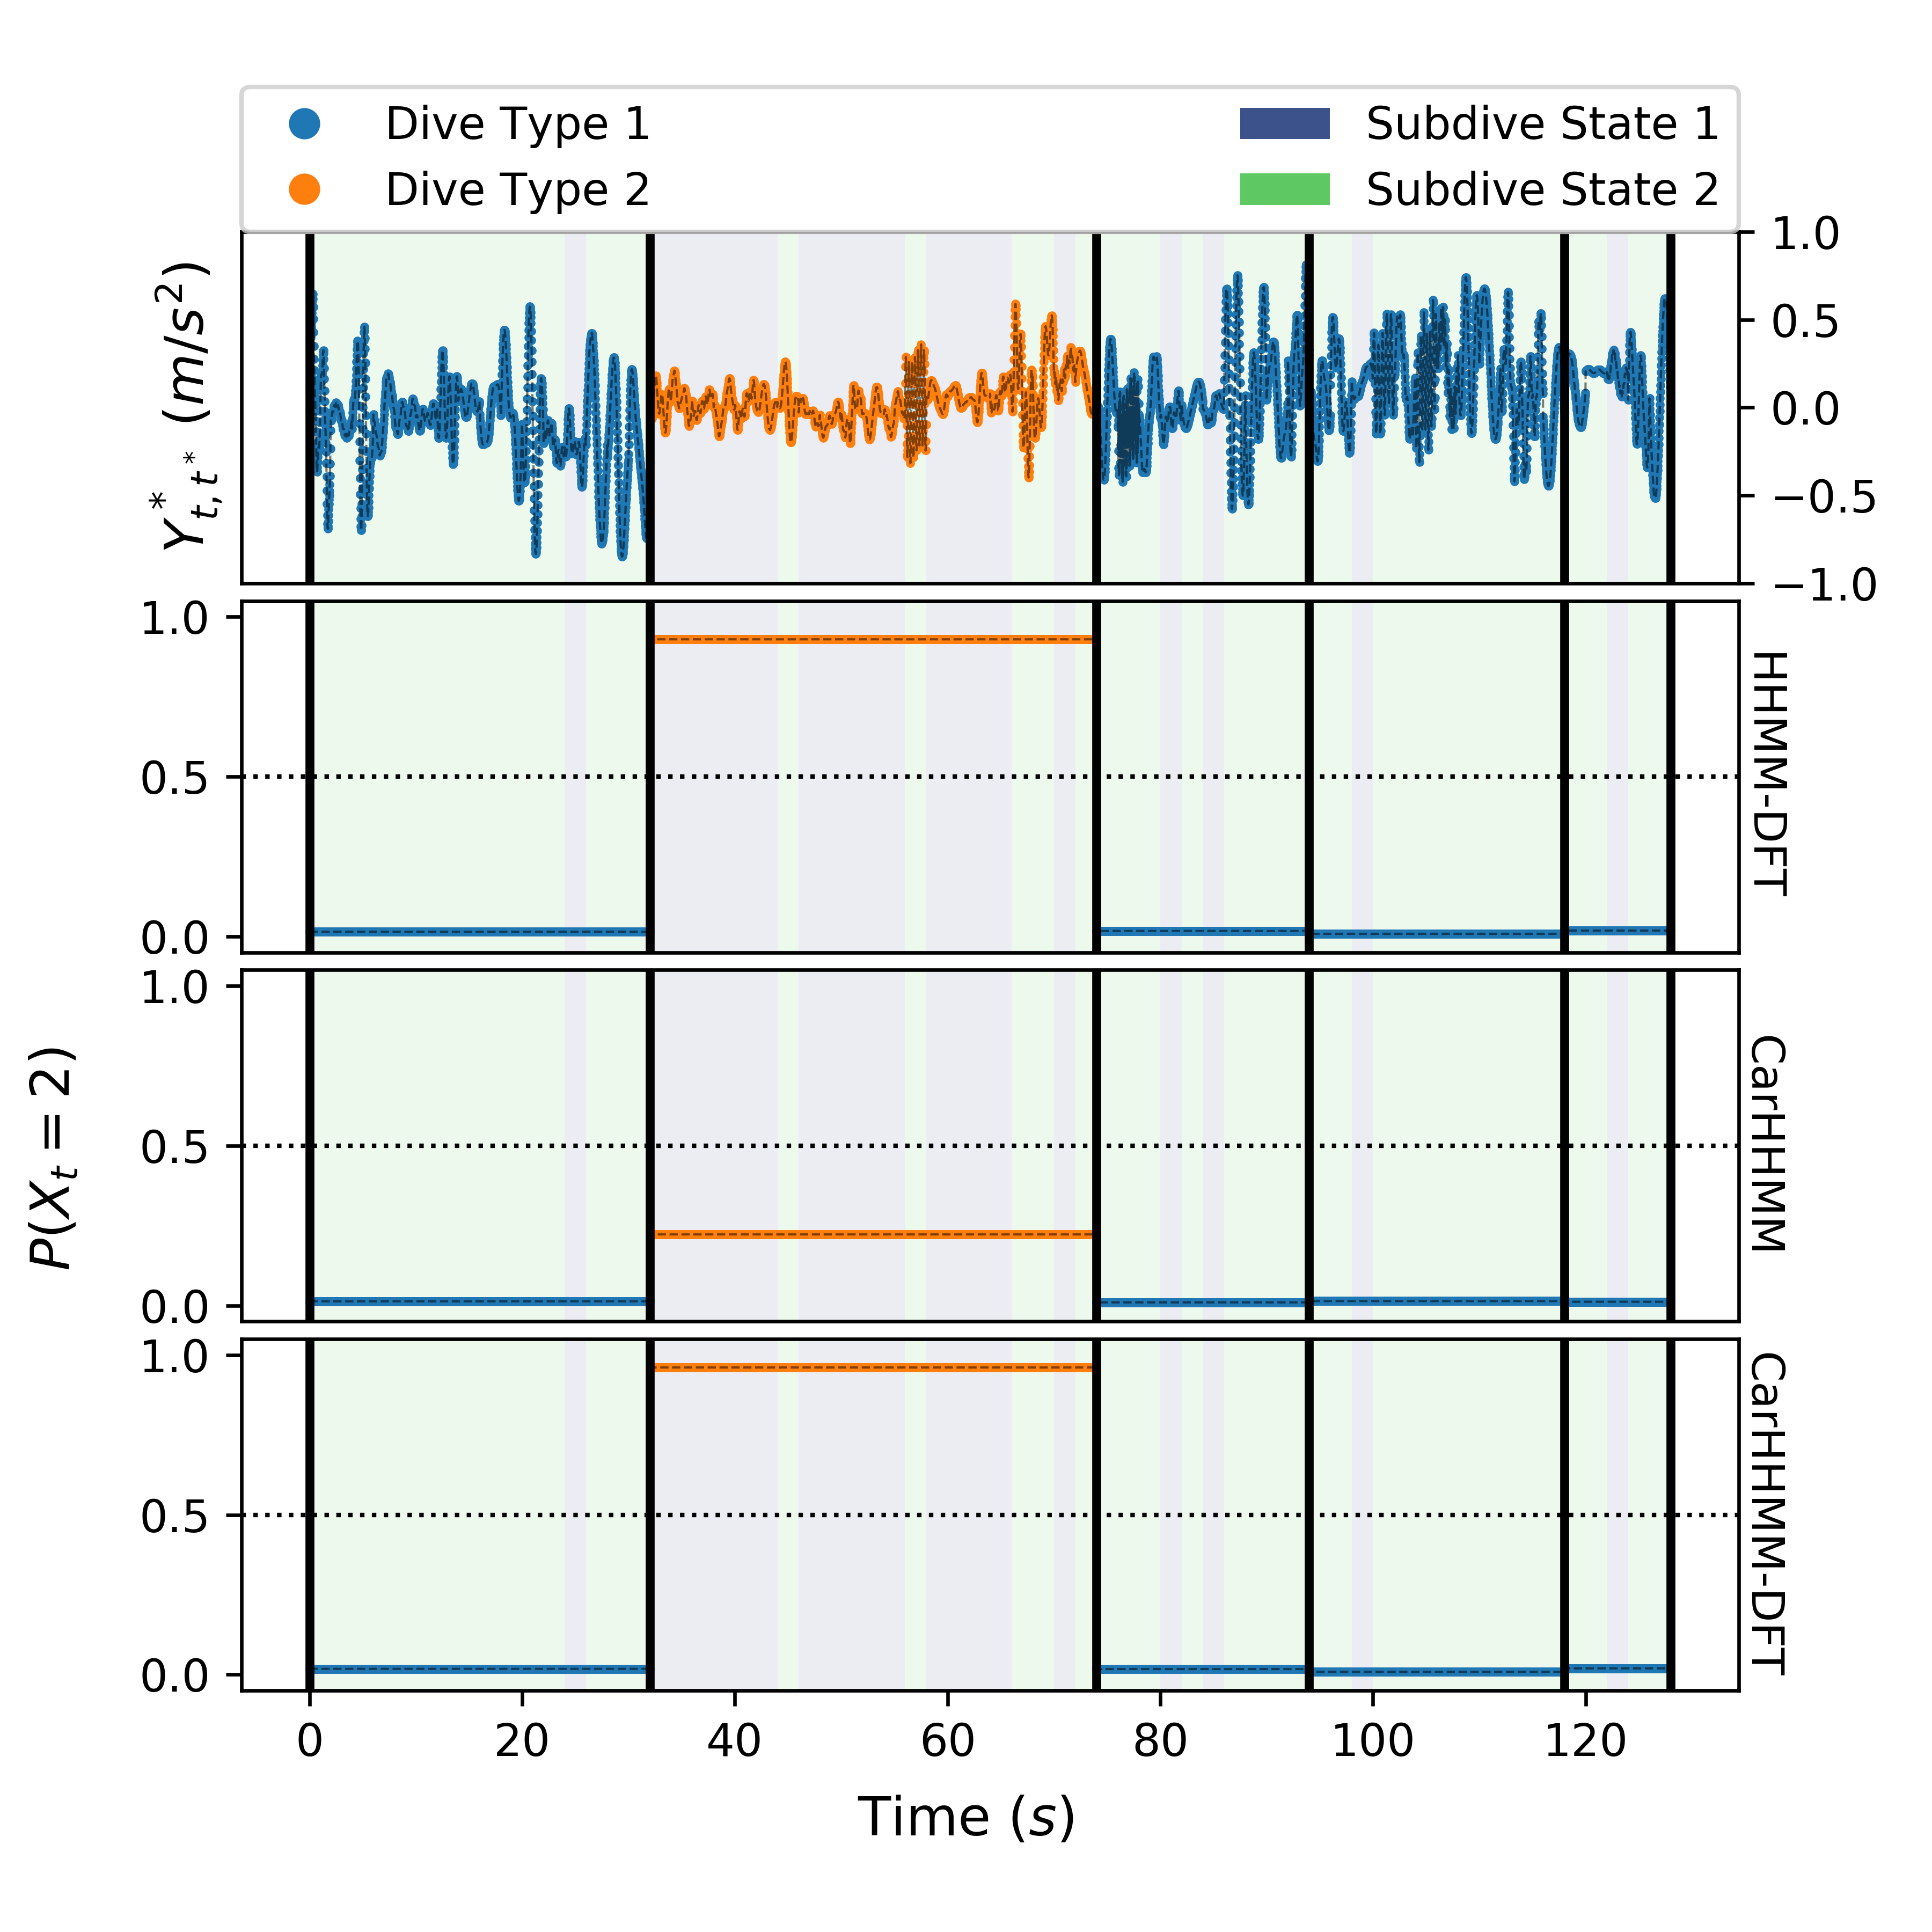 Dive Type 1
Dive Type 2
Subdive State 1
Subdive State 2
Y*t,t* (m/s2)
1.0
0.5
0.0
−0.5
−1.0
1.0
0.5
0.0
HHMM-DFT
P(Xt = 2)
1.0
0.5
0.0
CarHHMM
1.0
0.5
0.0
CarHHMM-DFT
0 20 40 60 80 100 120
Time (s)